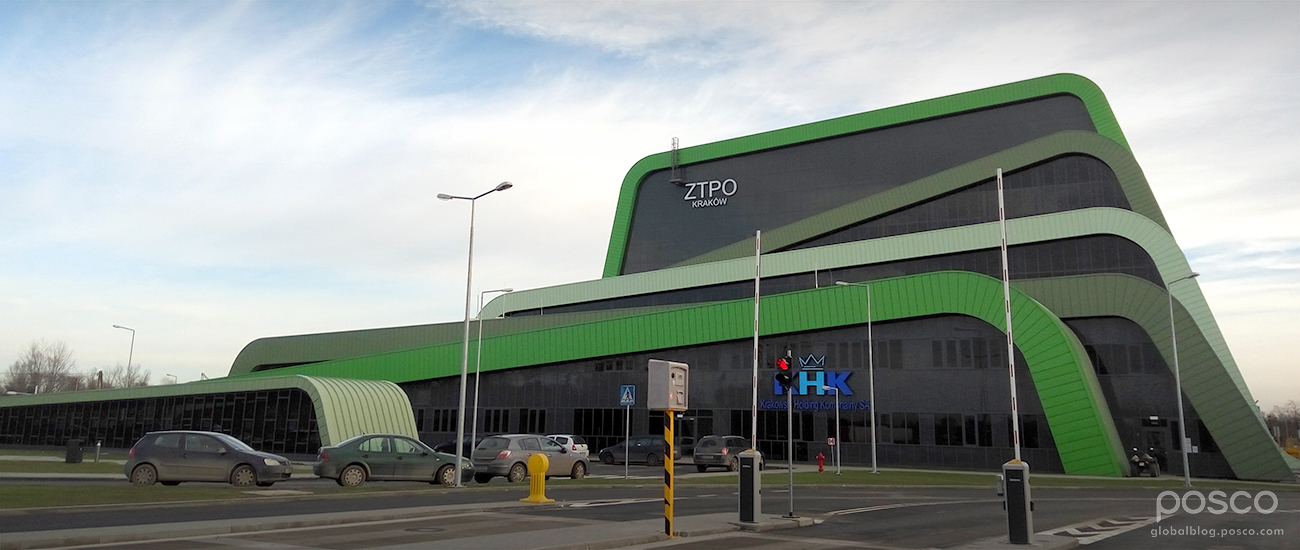 ZTPO
KRAKÓW
KHK
Krakowski Holding Komunalny SA
posco
globalblog.posco.com